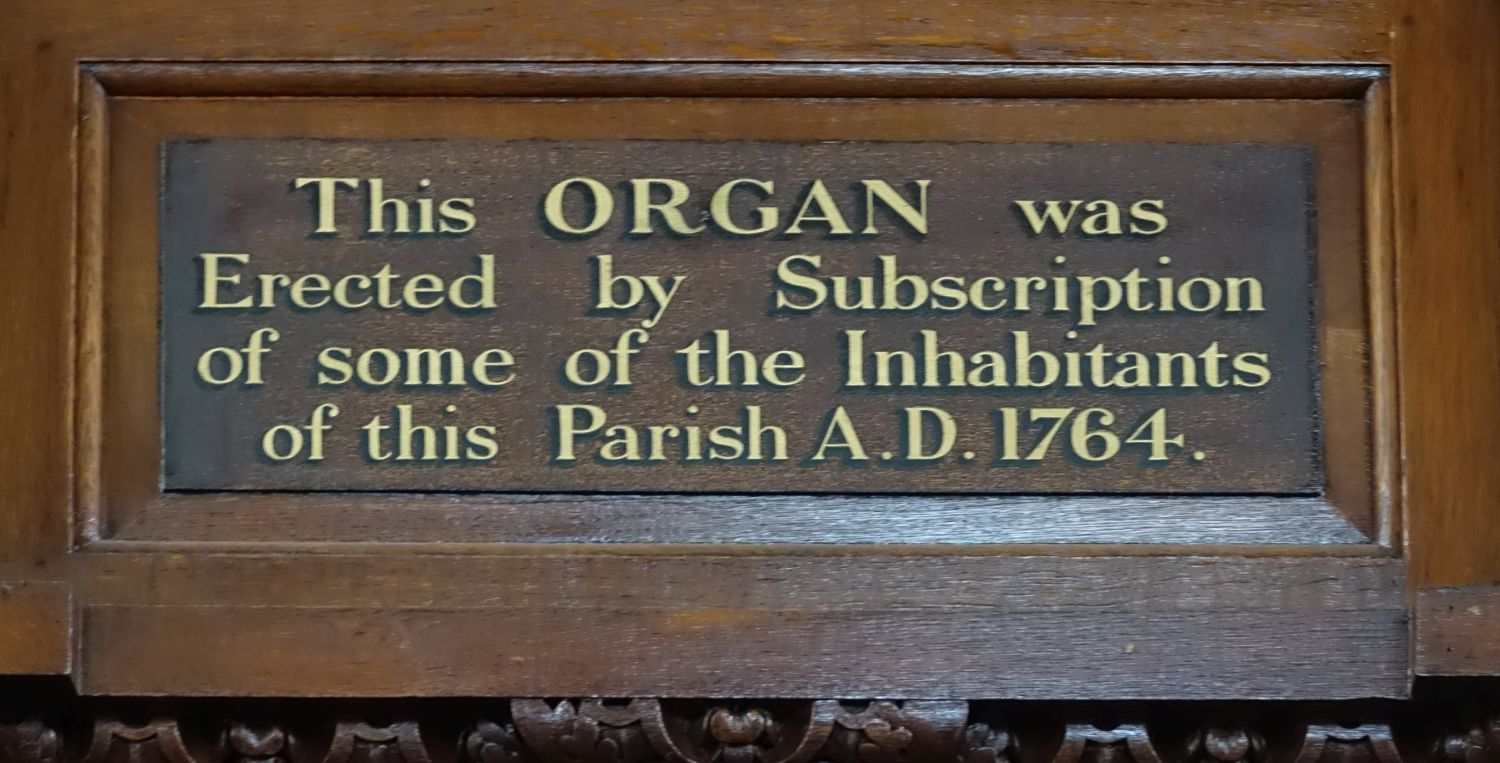 This ORGAN was
Erected by Subscription
of some of the Inhabitants
of this Parish A.D. 1764.